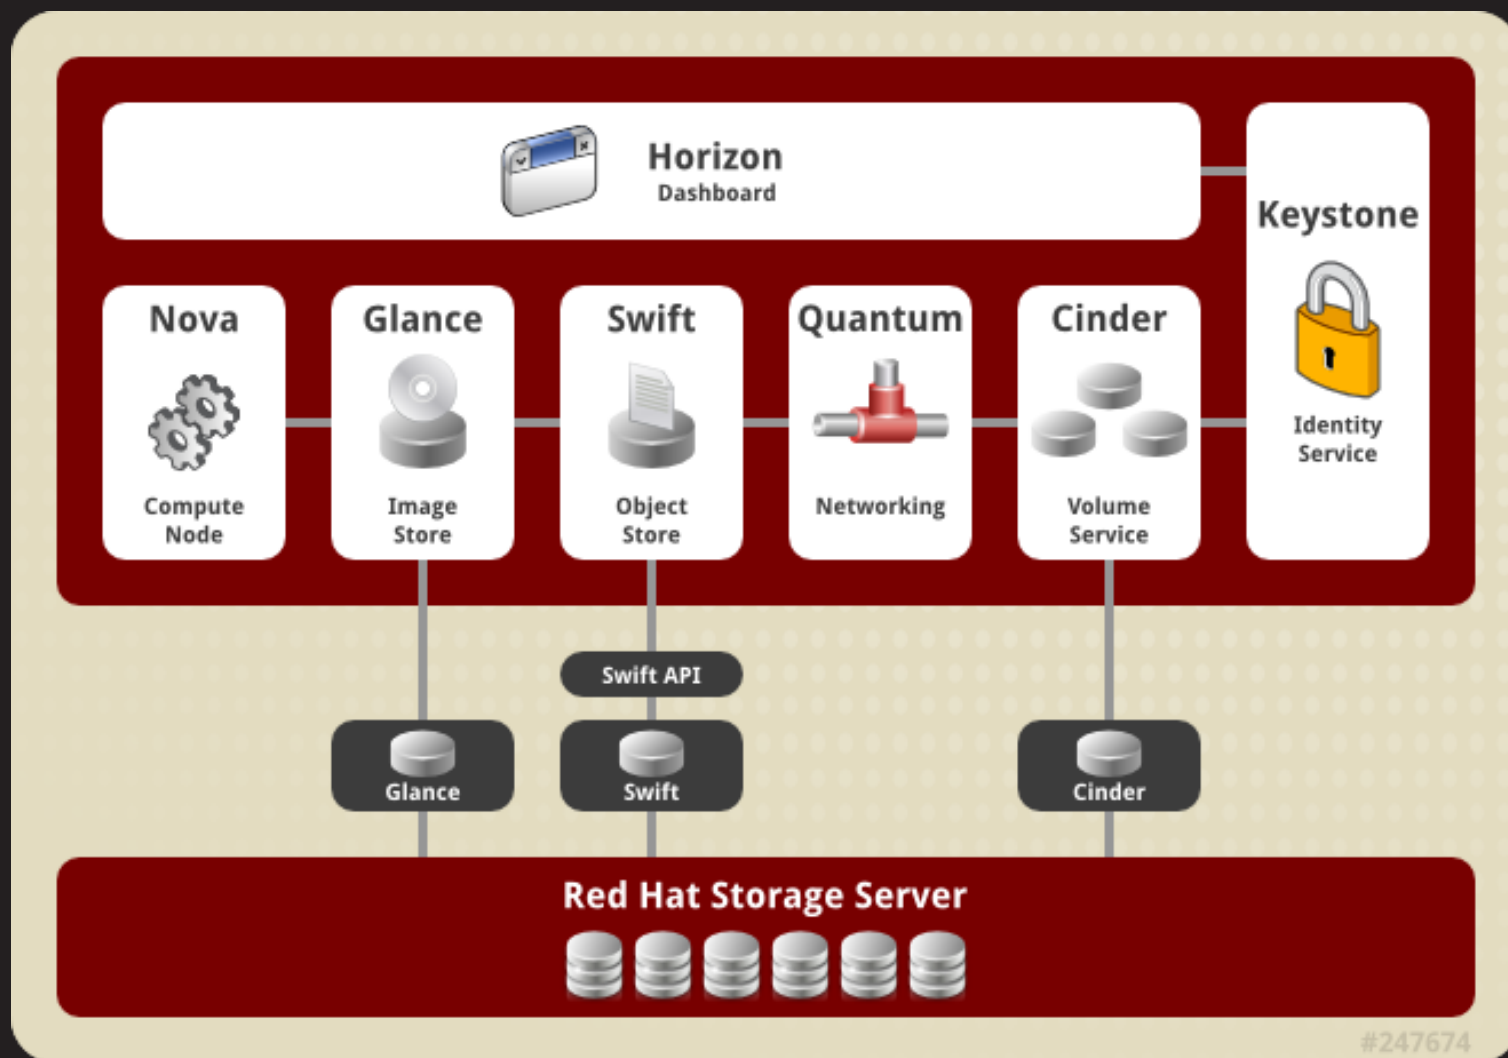 Horizon
Dashboard
Keystone
Identity
Service
Nova
Compute
Node
Glance
Image
Store
Swift
Object
Store
Quantum
Networking
Cinder
Volume
Service
Swift API
Glance
Swift
Cinder
Red Hat Storage Server
#247674